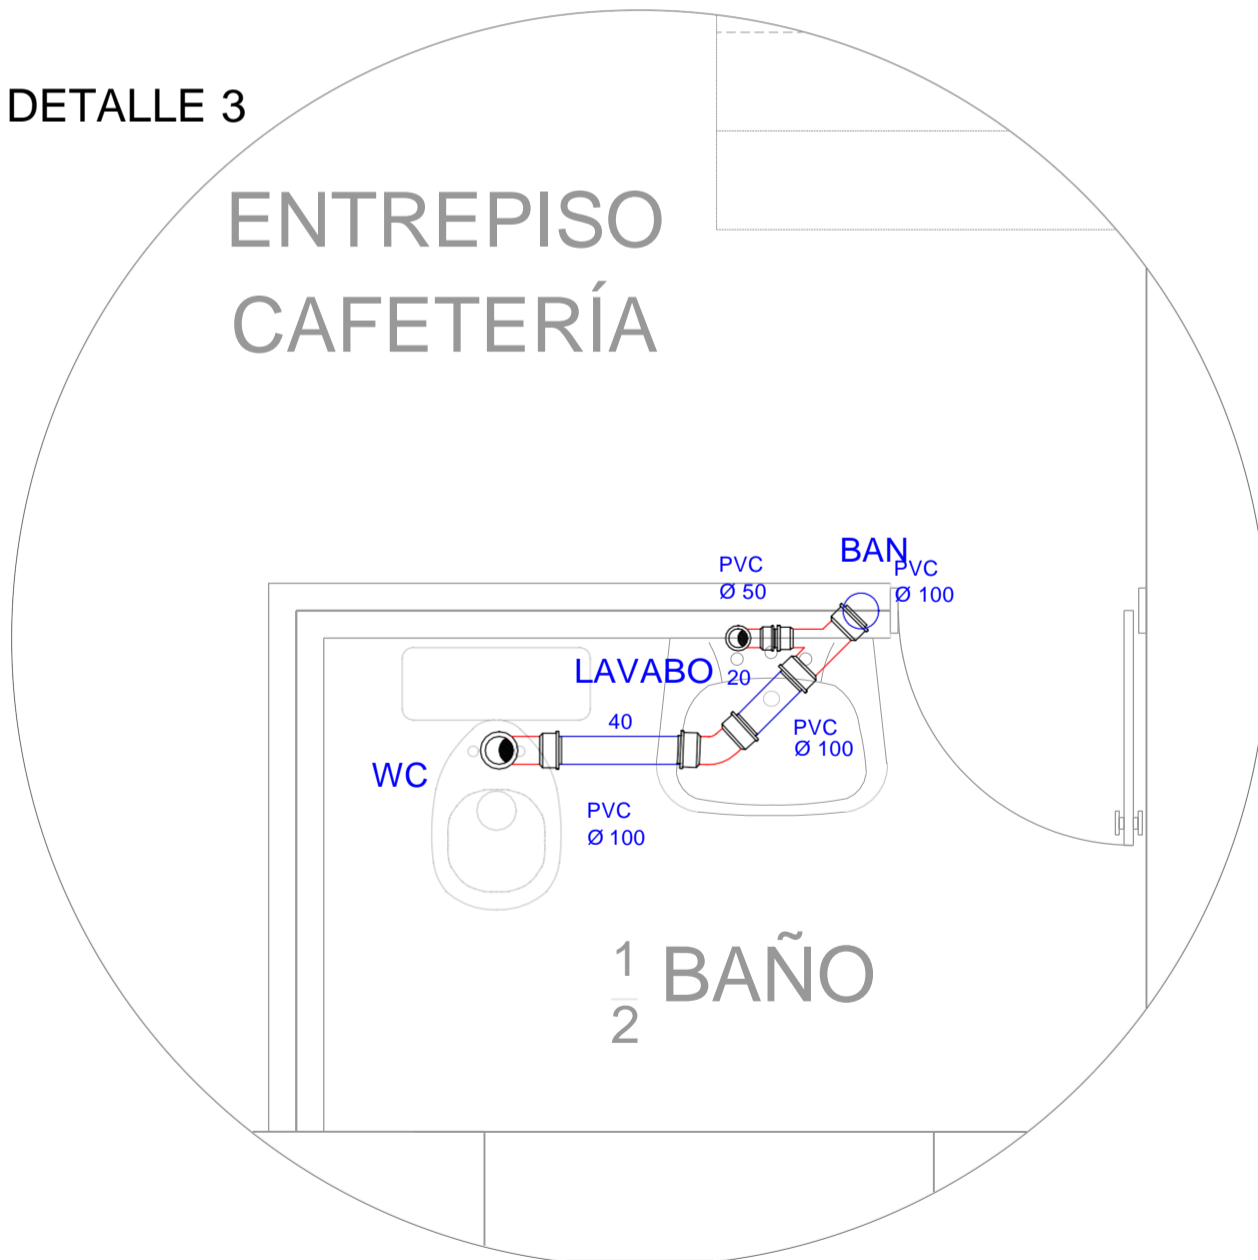 DETALLE 3
ENTREPISO
CAFETERÍA
BAN
PVC
Ø 50
PVC
Ø 100
LAVABO
20
40
PVC
Ø 100
WC
PVC
Ø 100
1/2 BAÑO